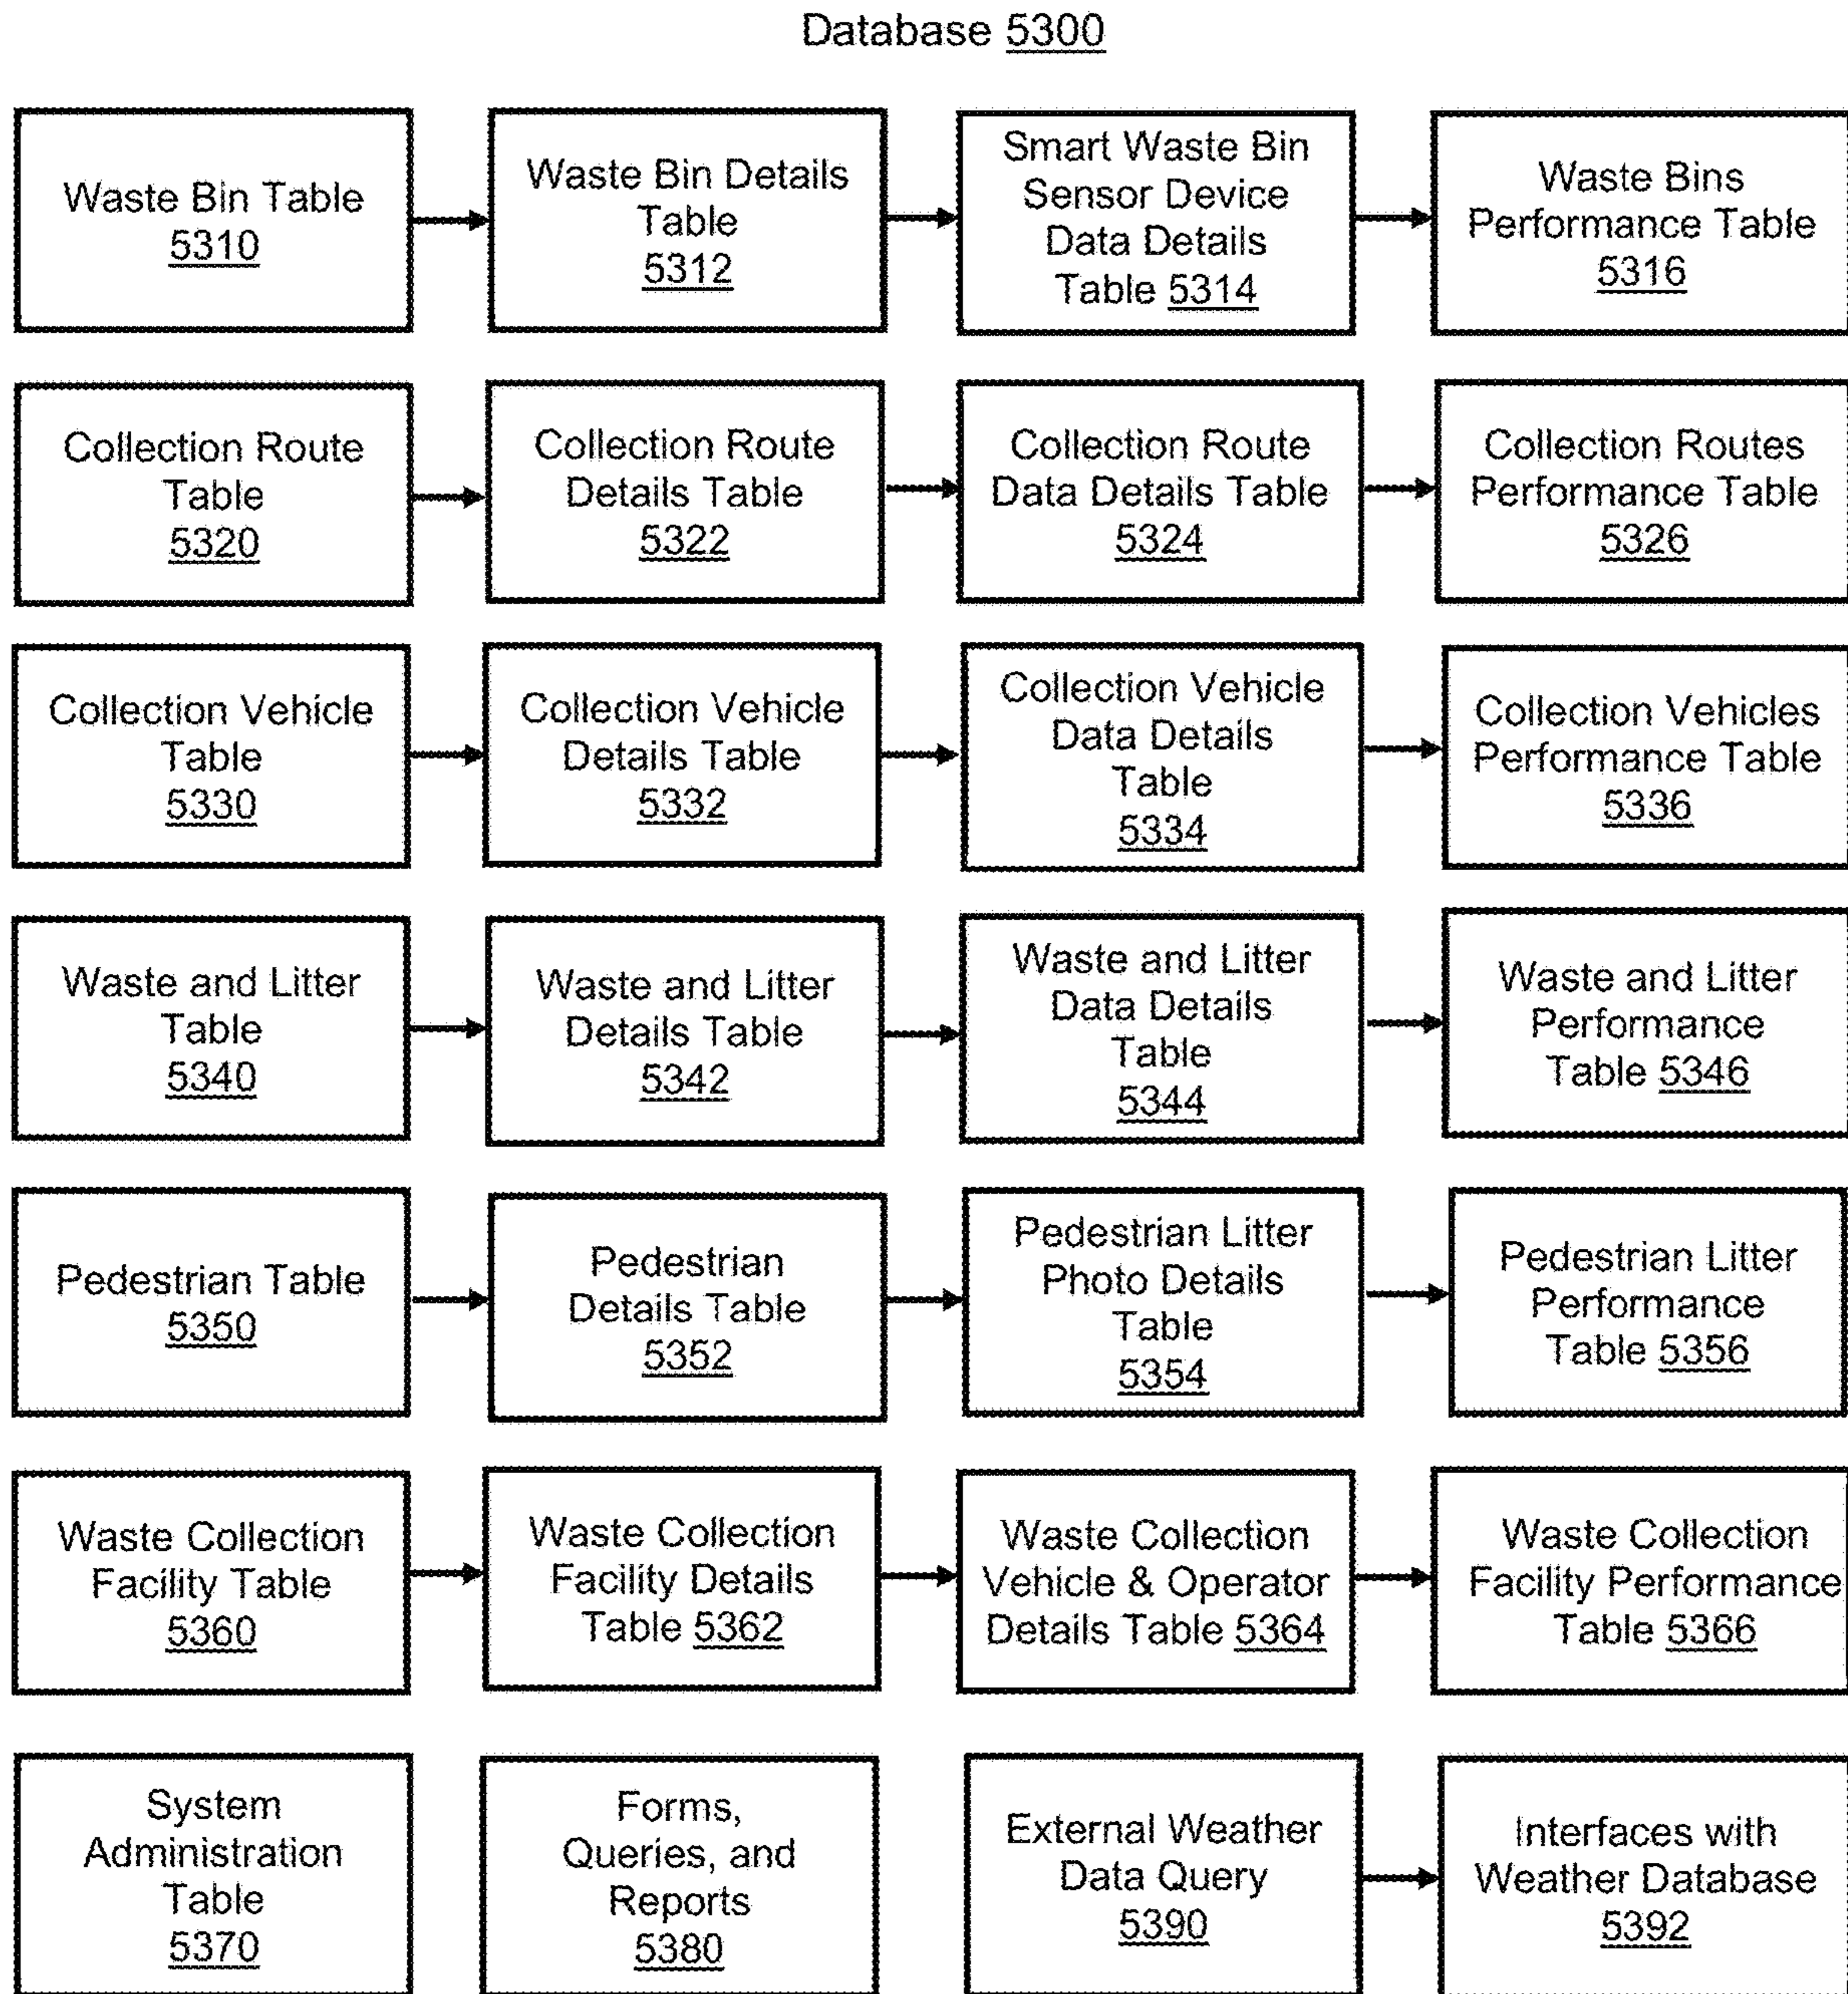 Database 5300
Waste Bin Table
5310
Waste Bin Details
Table
5312
Smart Waste Bin
Sensor Device
Data Details
Table 5314
Waste Bins
Performance Table
5316
Collection Route
Table
5320
Collection Route
Details Table
5322
Collection Route
Data Details Table
5324
Collection Routes
Performance Table
5326
Collection Vehicle
Table
5330
Collection Vehicle
Details Table
5332
Collection Vehicle
Data Details
Table
5334
Collection Vehicles
Performance Table
5336
Waste and Litter
Table
5340
Waste and Litter
Details Table
5342
Waste and Litter
Data Details
Table
5344
Waste and Litter
Performance
Table 5346
Pedestrian Table
5350
Pedestrian
Details Table
5352
Pedestrian Litter
Photo Details
Table
5354
Pedestrian Litter
Performance
Table 5356
Waste Collection
Facility Table
5360
Waste Collection
Facility Details
Table 5362
Waste Collection
Vehicle & Operator
Details Table 5364
Waste Collection
Facility Performance
Table 5366
System
Administration
Table
5370
Forms,
Queries, and
Reports
5380
External Weather
Data Query
5390
Interfaces with
Weather Database
5392